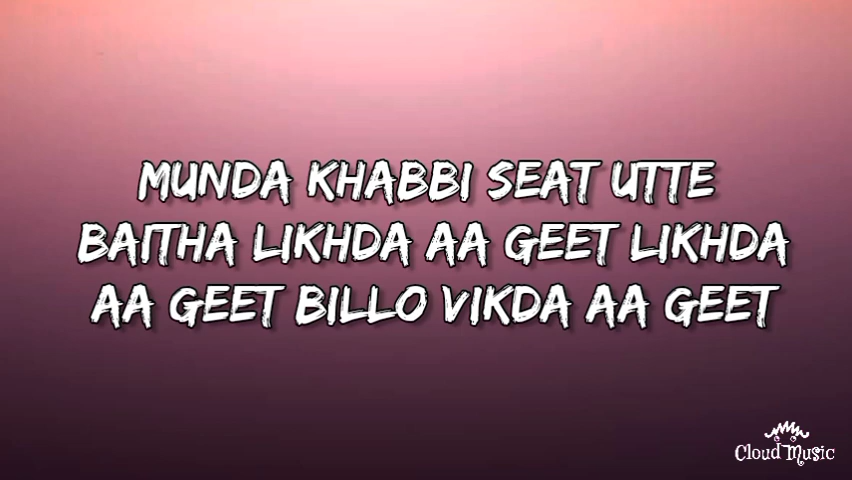 MUNDA KHABBI SEAT UTTE
BAITHA LIKHDA AA GEET LIKHDA
AA GEET BILLO VIKDA AA GEET
Cloud Music